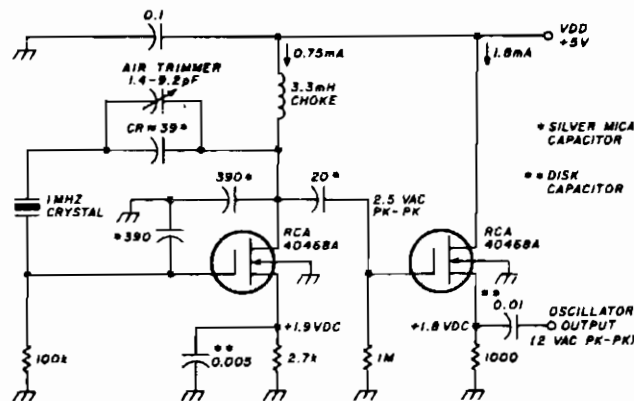 0.1
VDD
+5V
0.75mA
1.8mA
AIR TRIMMER
1.4-9.2pF
3.3mH
CHOKE
CR≈39*
*SILVER MICA
CAPACITOR
**DISK
CAPACITOR
390*
20*
2.5 VAC
PK-PK
1MHZ
CRYSTAL
*390
RCA
40468A
RCA
40468A
+1.9VDC
+1.8VDC
**
0.01
OSCILLATOR
OUTPUT
(2 VAC PK-PK)
100k
**
0.005
2.7k
1M
1000